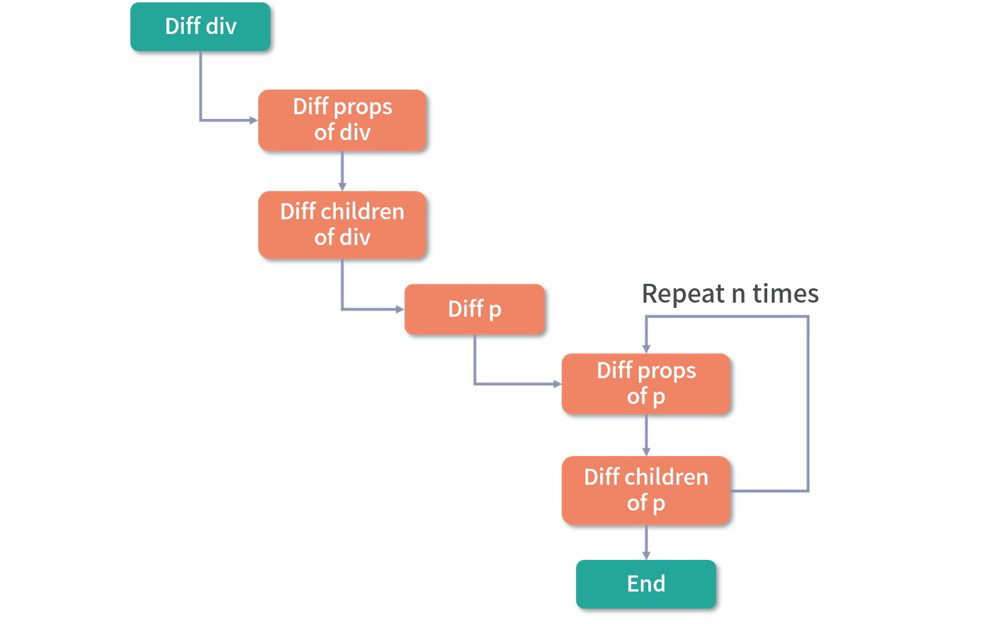 Diff div
Diff props
of div
Diff children
of div
Diff p
Repeat n times
Diff props
of p
Diff children
of p
End